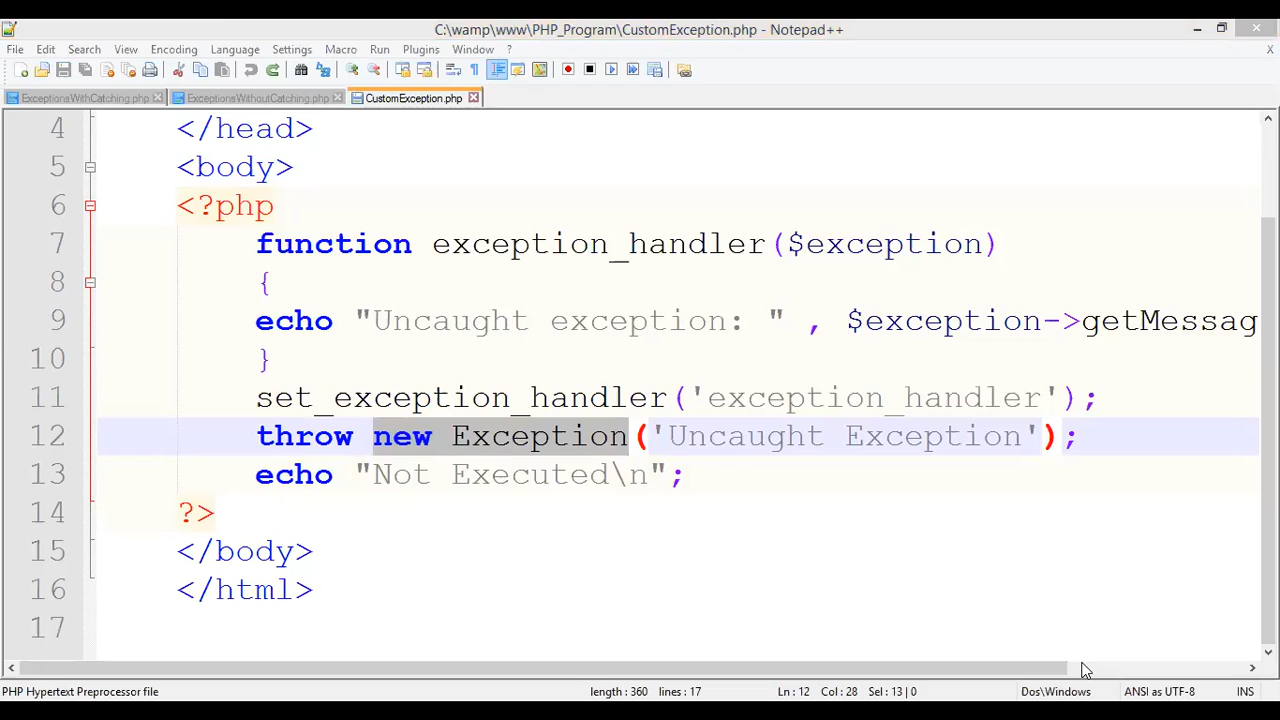 C:\wamp\www\PHP_Program\CustomException.php - Notepad++
File Edit Search View Encoding Language Settings Macro Run Plugins Window ? X
ExceptionsWithCatching.php ExceptionsWithoutCatching.php CustomException.php
4 </head>
5 <body>
6 <?php
7 function exception_handler($exception)
8 {
9 echo "Uncaught exception: " , $exception->getMessag
10 }
11 set_exception_handler('exception_handler');
12 throw new Exception('Uncaught Exception');
13 echo "Not Executed\n";
14 ?>
15 </body>
16 </html>
17
PHP Hypertext Preprocessor file length : 360 lines : 17 Ln : 12 Col : 28 Sel : 13 | 0 Dos\Windows ANSI as UTF-8 INS